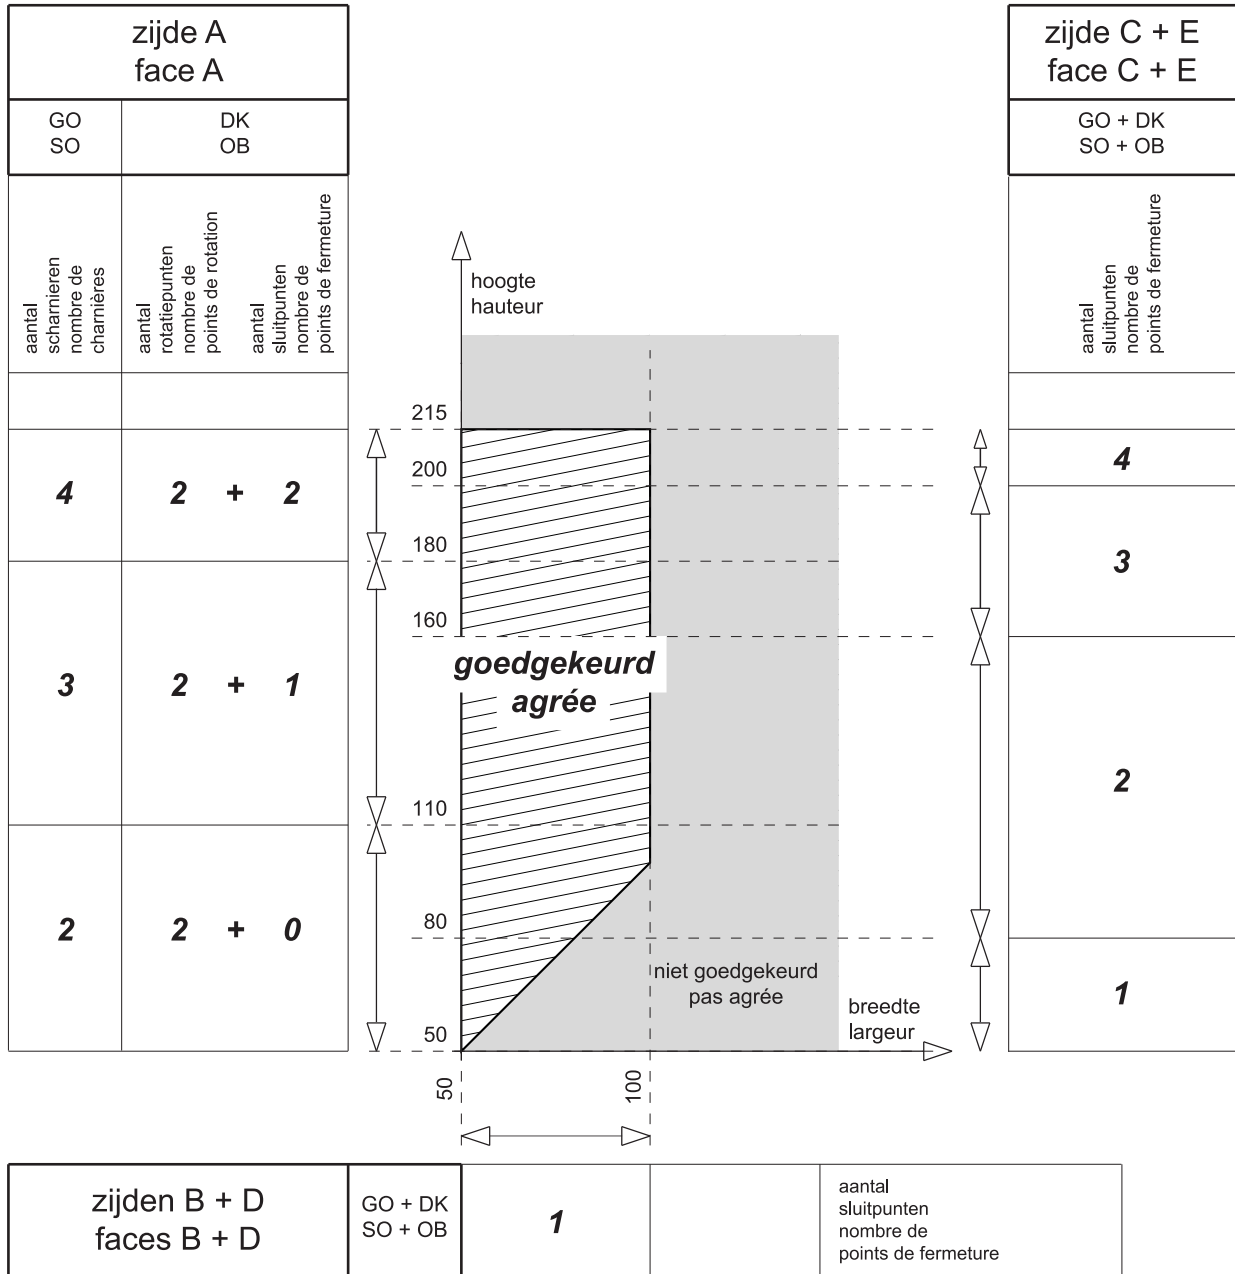 zijde A
face A
zijde C + E
face C + E
GO
SO
DK
OB
GO + DK
SO + OB
aantal
scharnieren
nombre de
charnières
aantal
rotatiepunten
nombre de
points de rotation
aantal
sluitpunten
nombre de
points de fermeture
hoogte
hauteur
aantal
sluitpunten
nombre de
points de fermeture
215
200
180
160
110
80
50
4
2 + 2
3
2 + 1
2
2 + 0
goedgekeurd
agrée
niet goedgekeurd
pas agrée
breedte
largeur
4
3
2
1
50
100
zijden B + D
faces B + D
GO + DK
SO + OB
1
aantal
sluitpunten
nombre de
points de fermeture